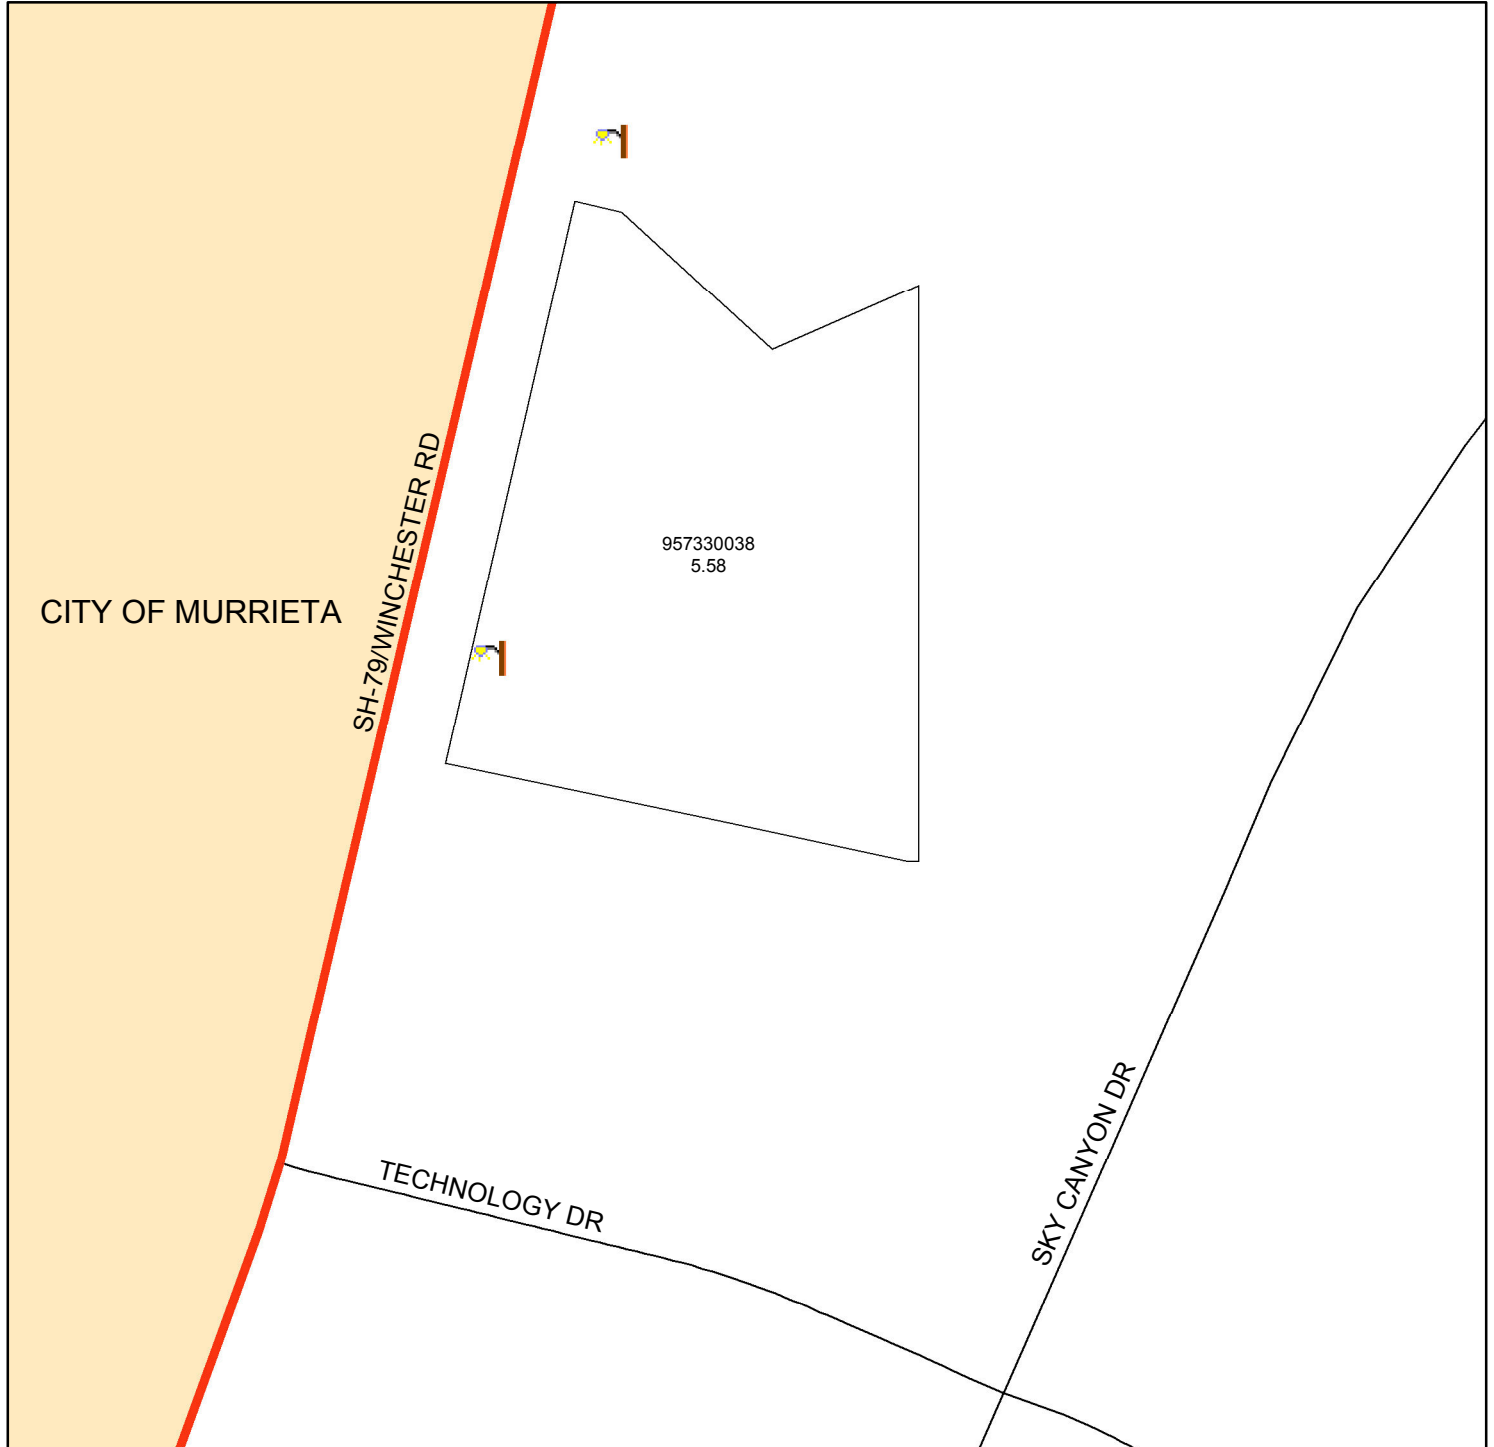 SH-79/WINCHESTER RD
957330038
5.58
CITY OF MURRIETA
TECHNOLOGY DR
SKY CANYON DR